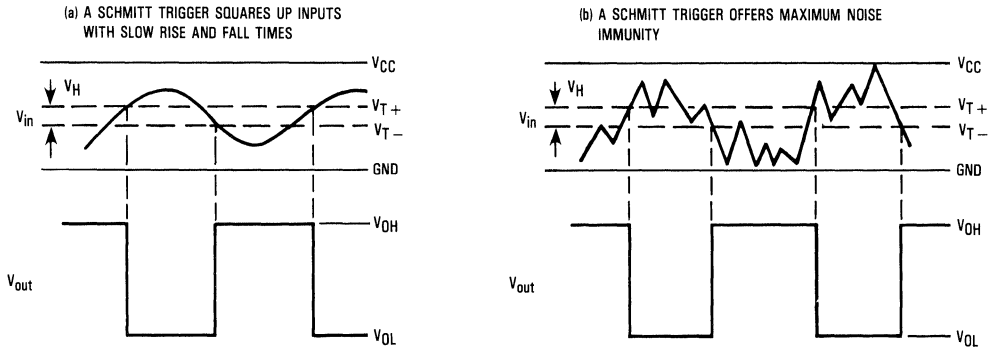 (a) A SCHMITT TRIGGER SQUARES UP INPUTS
WITH SLOW RISE AND FALL TIMES
VCC
VH
VT+
Vin
VT−
GND
VOH
Vout
VOL
(b) A SCHMITT TRIGGER OFFERS MAXIMUM NOISE
IMMUNITY
VCC
VH
VT+
Vin
VT−
GND
VOH
Vout
VOL